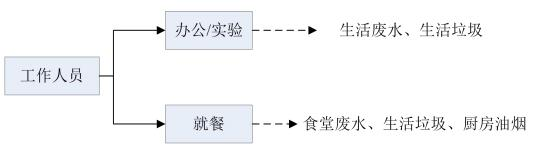 办公/实验
生活废水、生活垃圾
工作人员
就餐
食堂废水、生活垃圾、厨房油烟